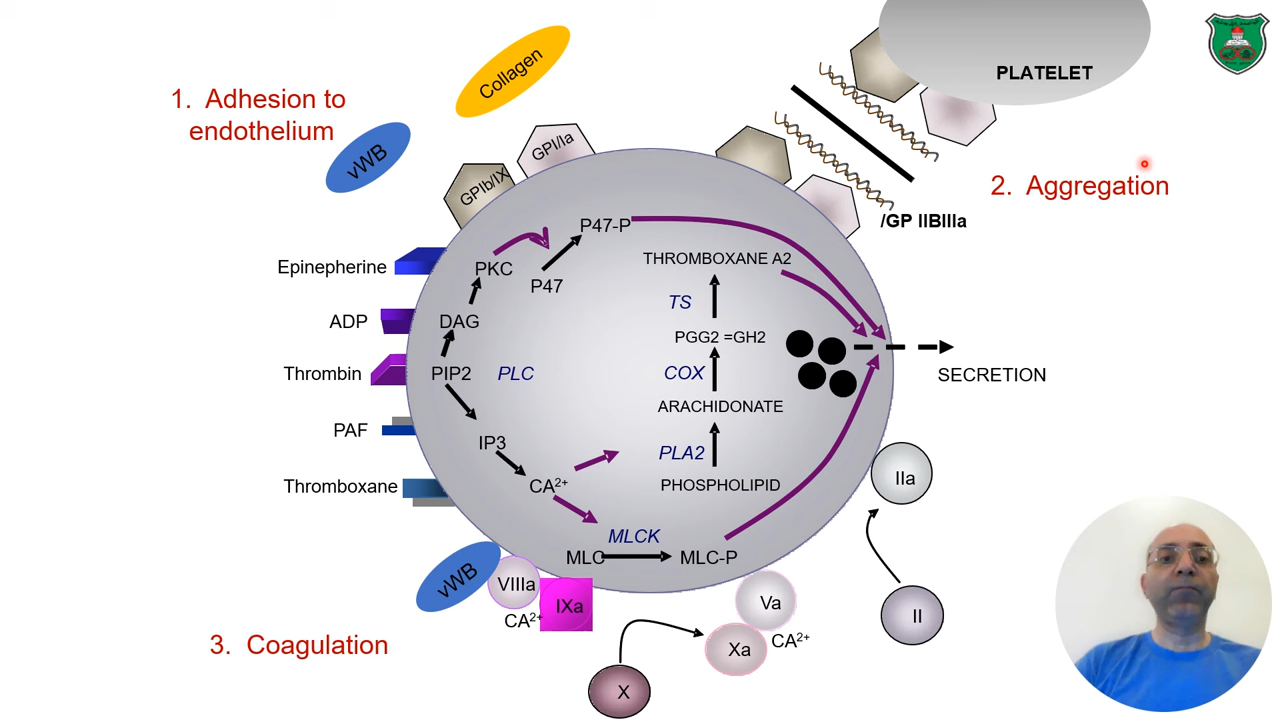 Collagen
1. Adhesion to
endothelium
vWB
GPIb/IX
GPI/Ia
PLATELET
2. Aggregation
/GP IIBIIIa
Epinepherine
ADP
Thrombin
PAF
Thromboxane
PKC
P47
P47-P
DAG
PIP2
PLC
IP3
CA2+
THROMBOXANE A2
TS
PGG2 =GH2
COX
ARACHIDONATE
PLA2
PHOSPHOLIPID
MLCK
MLC
MLC-P
SECRETION
IIa
II
vWB
VIIIa
IXa
CA2+
Va
Xa
CA2+
X
3. Coagulation